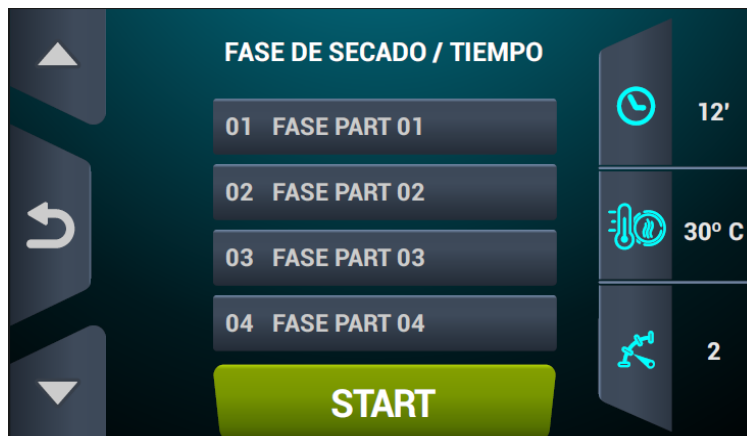 FASE DE SECADO / TIEMPO
01 FASE PART 01
02 FASE PART 02
03 FASE PART 03
04 FASE PART 04
START
12'
30º C
2